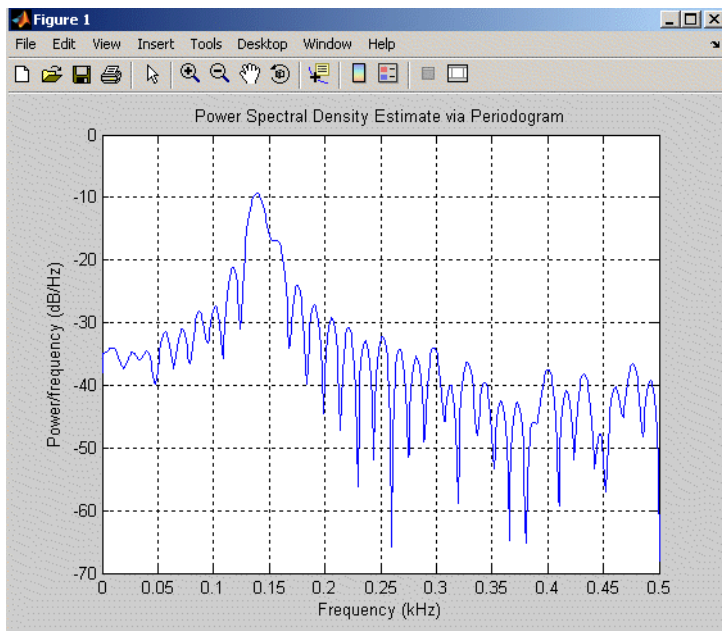 Figure 1
File Edit View Insert Tools Desktop Window Help
Power Spectral Density Estimate via Periodogram
0
-10
-20
-30
-40
-50
-60
-70
Power/frequency (dB/Hz)
0 0.05 0.1 0.15 0.2 0.25 0.3 0.35 0.4 0.45 0.5
Frequency (kHz)